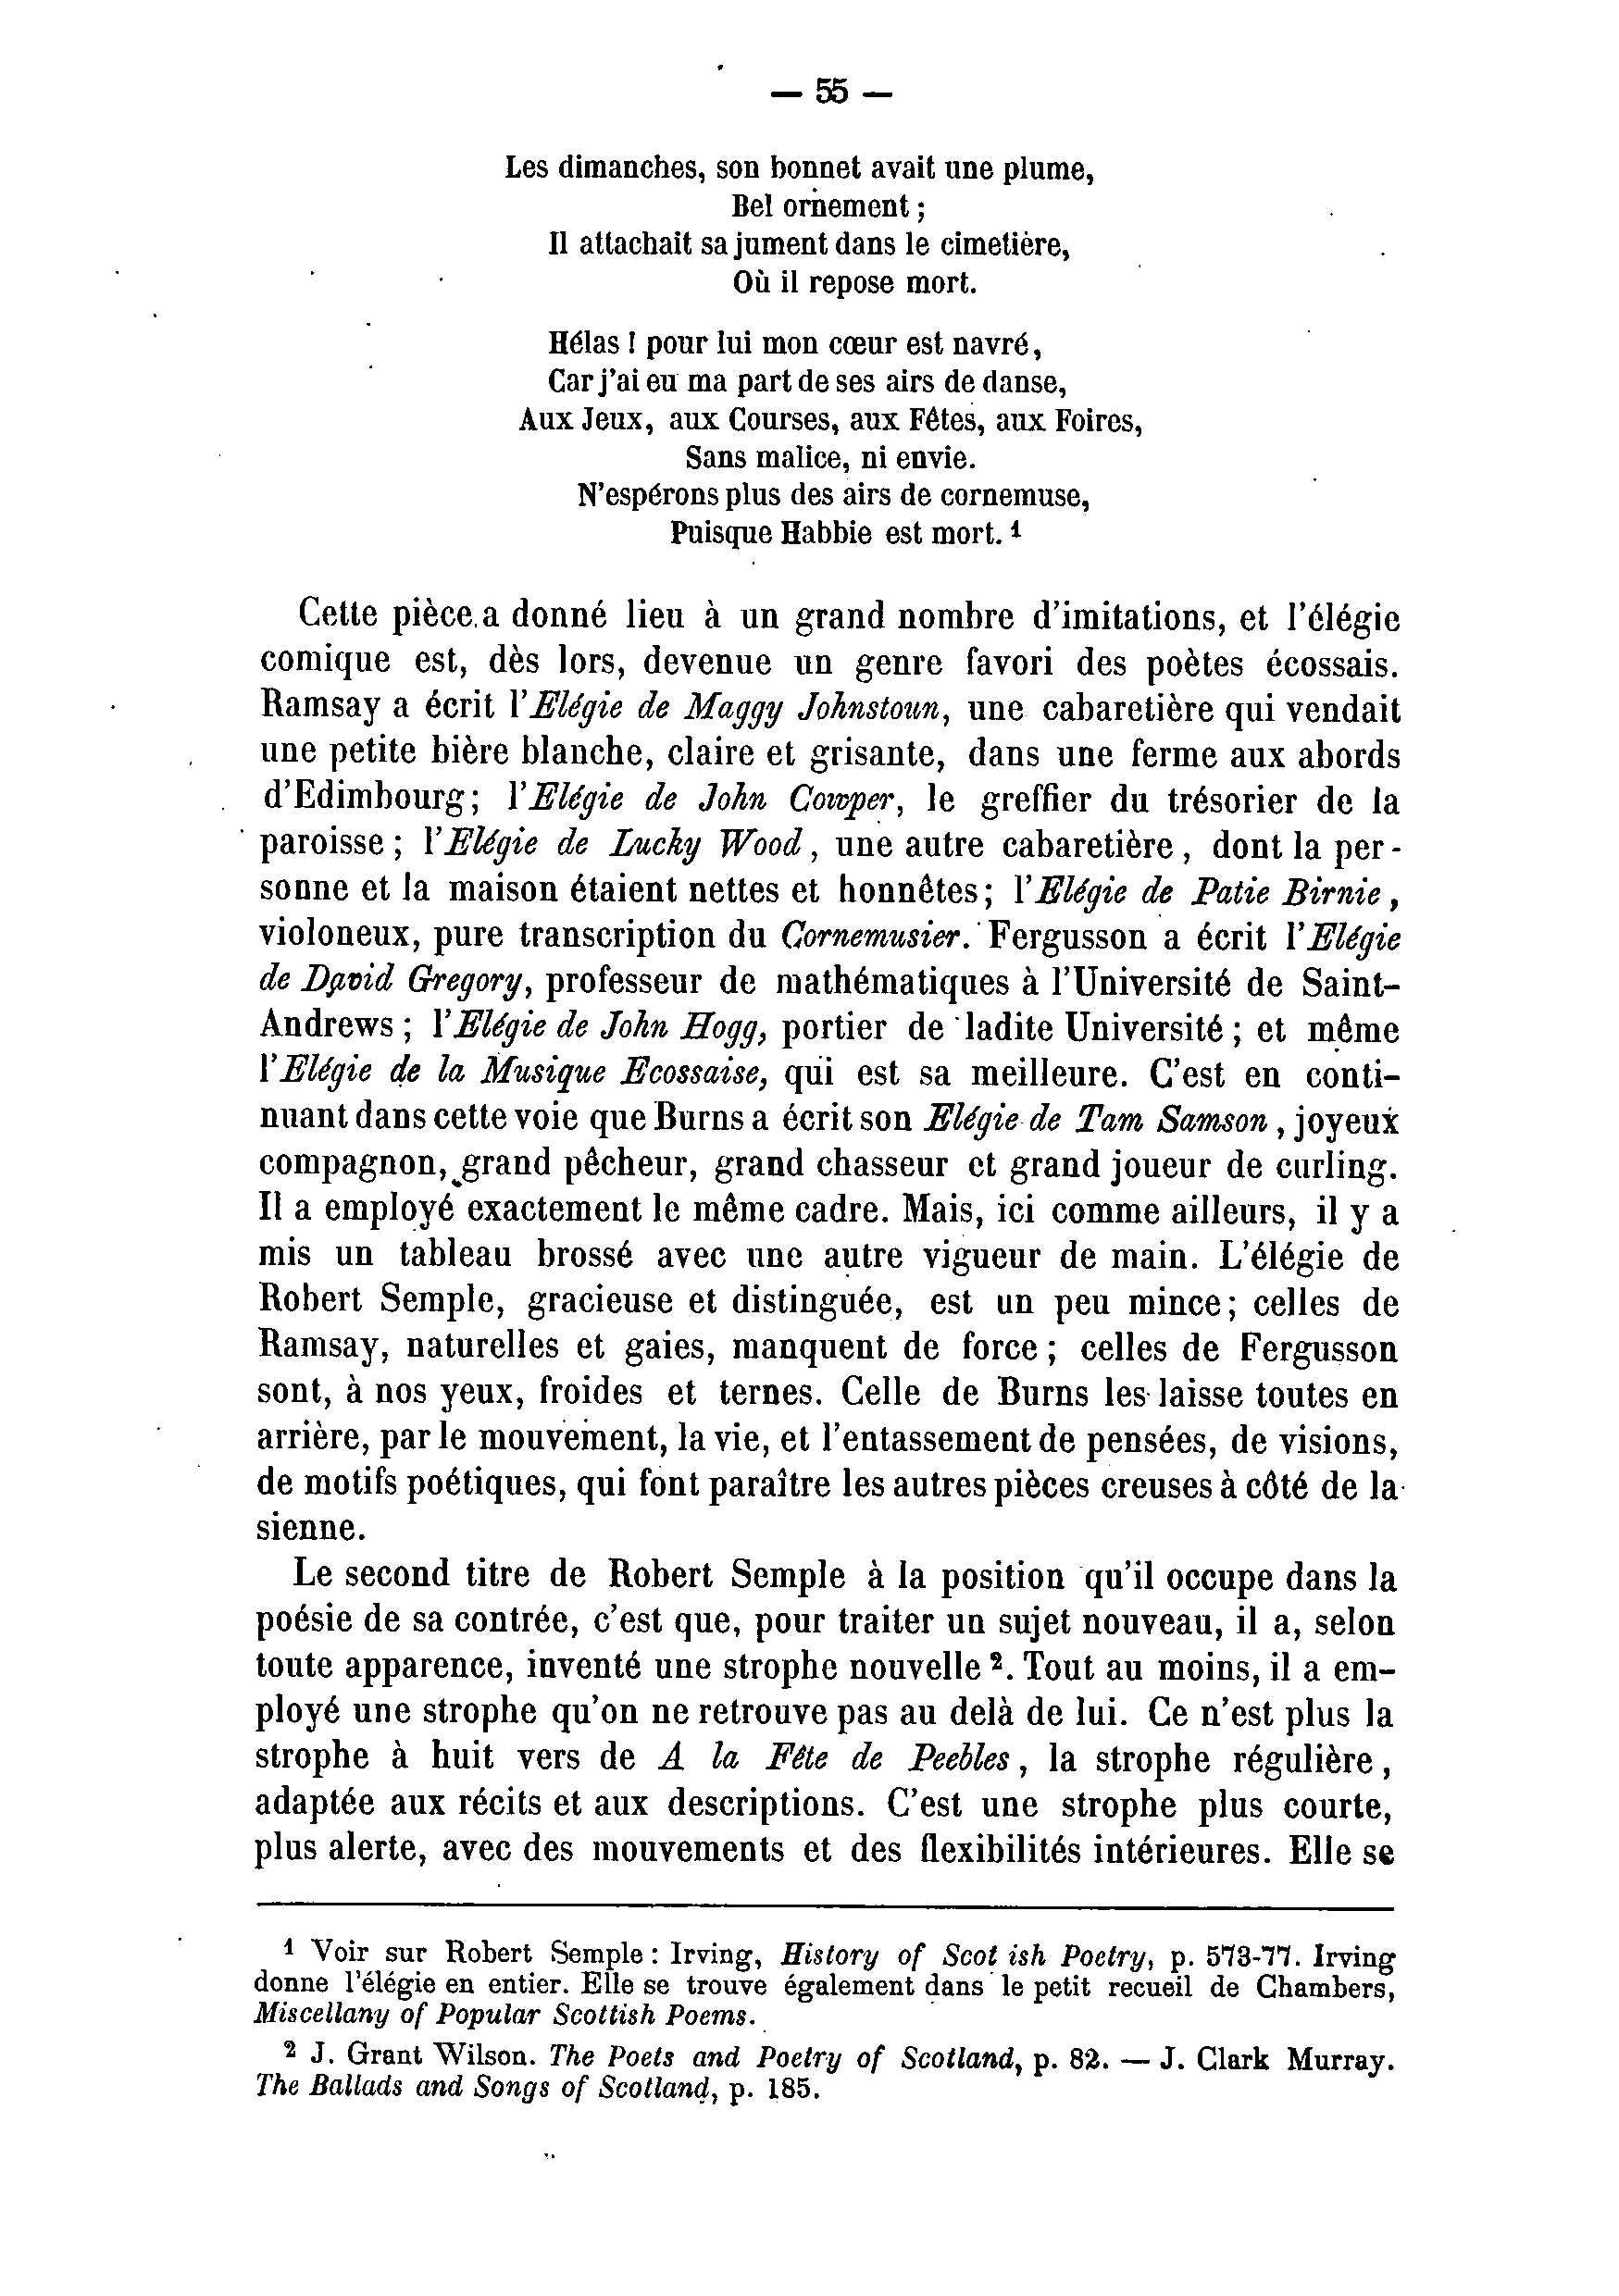 — 55 —
Les dimanches, son bonnet avait une plume,
Bel ornement ;
Il attachait sa jument dans le cimetière,
Où il repose mort.
Hélas ! pour lui mon cœur est navré,
Car j'ai eu ma part de ses airs de danse,
Aux Jeux, aux Courses, aux Fêtes, aux Foires,
Sans malice, ni envie.
N'espérons plus des airs de cornemuse,
Puisque Habbie est mort. ¹
Cette pièce a donné lieu à un grand nombre d'imitations, et l'élégie
comique est, dès lors, devenue un genre favori des poètes écossais.
Ramsay a écrit l'Elégie de Maggy Johnstoun, une cabaretière qui vendait
une petite bière blanche, claire et grisante, dans une ferme aux abords
d'Edimbourg; l'Elégie de John Cowper, le greffier du trésorier de la
paroisse ; l'Elégie de Lucky Wood, une autre cabaretière, dont la per-
sonne et la maison étaient nettes et honnêtes; l'Elégie de Patie Birnie,
violoneux, pure transcription du Cornemusier. Fergusson a écrit l'Elégie
de David Gregory, professeur de mathématiques à l'Université de Saint-
Andrews ; l'Elégie de John Hogg, portier de ladite Université ; et même
l'Elégie de la Musique Ecossaise, qui est sa meilleure. C'est en conti-
nuant dans cette voie que Burns a écrit son Elégie de Tam Samson, joyeux
compagnon, grand pêcheur, grand chasseur et grand joueur de curling.
Il a employé exactement le même cadre. Mais, ici comme ailleurs, il y a
mis un tableau brossé avec une autre vigueur de main. L'élégie de
Robert Semple, gracieuse et distinguée, est un peu mince; celles de
Ramsay, naturelles et gaies, manquent de force ; celles de Fergusson
sont, à nos yeux, froides et ternes. Celle de Burns les laisse toutes en
arrière, par le mouvement, la vie, et l'entassement de pensées, de visions,
de motifs poétiques, qui font paraître les autres pièces creuses à côté de la
sienne.
Le second titre de Robert Semple à la position qu'il occupe dans la
poésie de sa contrée, c'est que, pour traiter un sujet nouveau, il a, selon
toute apparence, inventé une strophe nouvelle ². Tout au moins, il a em-
ployé une strophe qu'on ne retrouve pas au delà de lui. Ce n'est plus la
strophe à huit vers de A la Fête de Peebles, la strophe régulière,
adaptée aux récits et aux descriptions. C'est une strophe plus courte,
plus alerte, avec des mouvements et des flexibilités intérieures. Elle se
¹ Voir sur Robert Semple : Irving, History of Scot ish Poetry, p. 573-77. Irving
donne l'élégie en entier. Elle se trouve également dans le petit recueil de Chambers,
Miscellany of Popular Scottish Poems.
² J. Grant Wilson. The Poets and Poetry of Scotland, p. 82. — J. Clark Murray.
The Ballads and Songs of Scotland, p. 185.